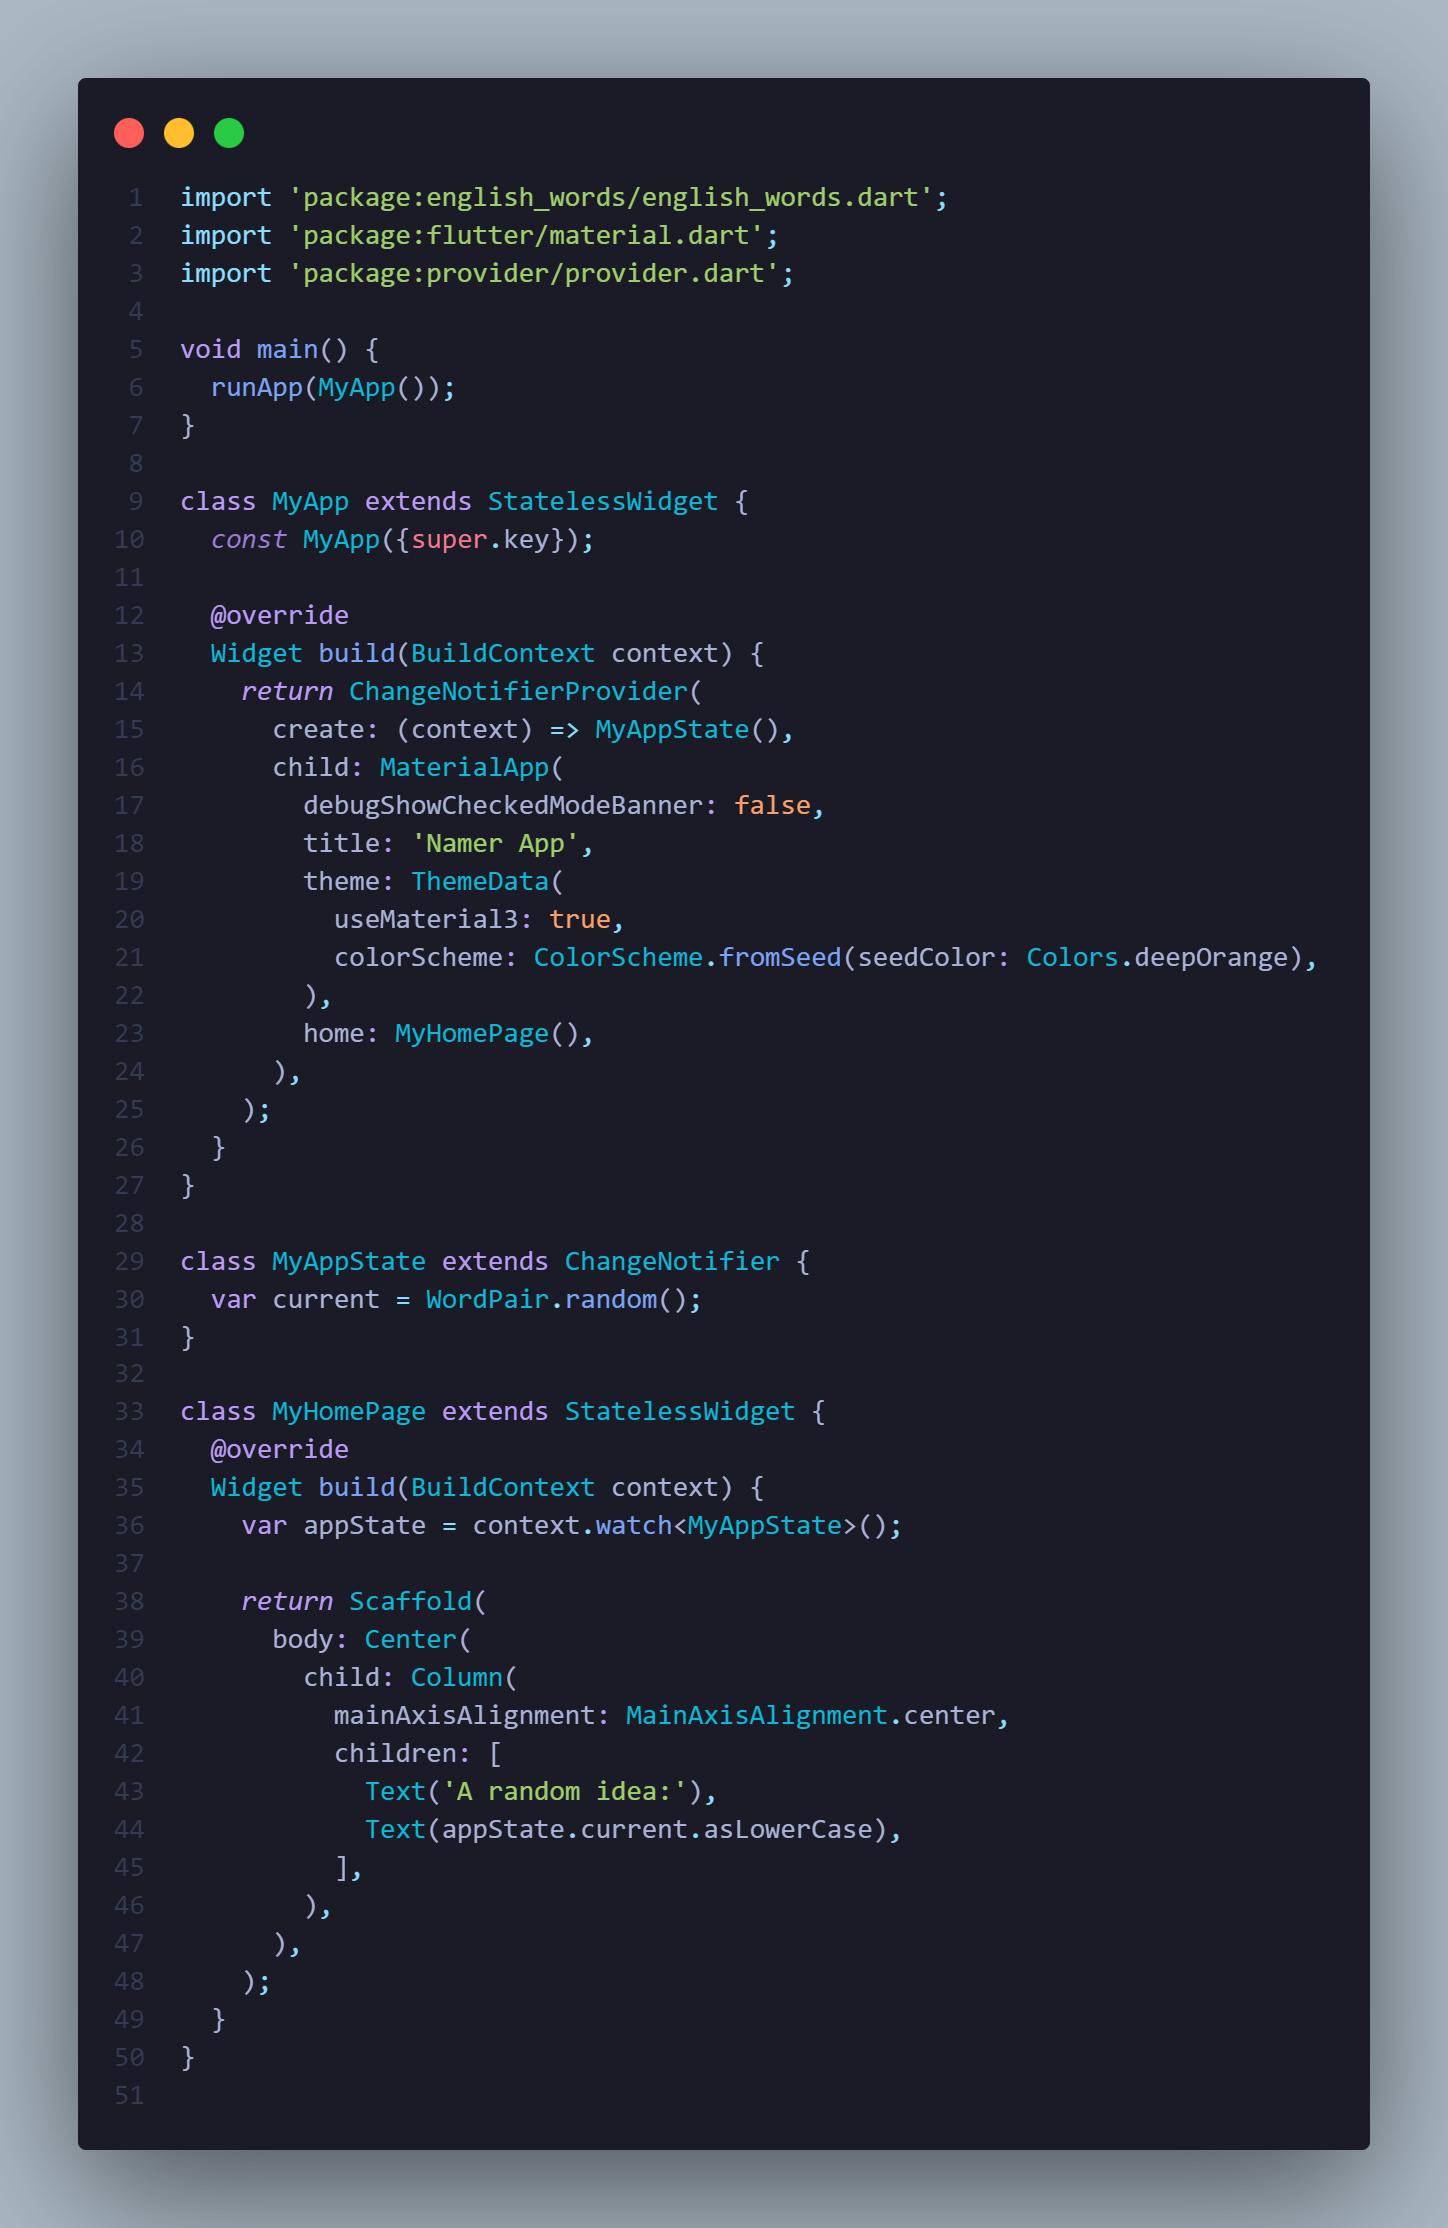 1 import 'package:english_words/english_words.dart';
2 import 'package:flutter/material.dart';
3 import 'package:provider/provider.dart';
4
5 void main() {
6   runApp(MyApp());
7 }
8
9 class MyApp extends StatelessWidget {
10   const MyApp({super.key});
11
12   @override
13   Widget build(BuildContext context) {
14     return ChangeNotifierProvider(
15       create: (context) => MyAppState(),
16       child: MaterialApp(
17         debugShowCheckedModeBanner: false,
18         title: 'Namer App',
19         theme: ThemeData(
20           useMaterial3: true,
21           colorScheme: ColorScheme.fromSeed(seedColor: Colors.deepOrange),
22         ),
23         home: MyHomePage(),
24       ),
25     );
26   }
27 }
28
29 class MyAppState extends ChangeNotifier {
30   var current = WordPair.random();
31 }
32
33 class MyHomePage extends StatelessWidget {
34   @override
35   Widget build(BuildContext context) {
36     var appState = context.watch<MyAppState>();
37
38     return Scaffold(
39       body: Center(
40         child: Column(
41           mainAxisAlignment: MainAxisAlignment.center,
42           children: [
43             Text('A random idea:'),
44             Text(appState.current.asLowerCase),
45           ],
46         ),
47       ),
48     );
49   }
50 }
51